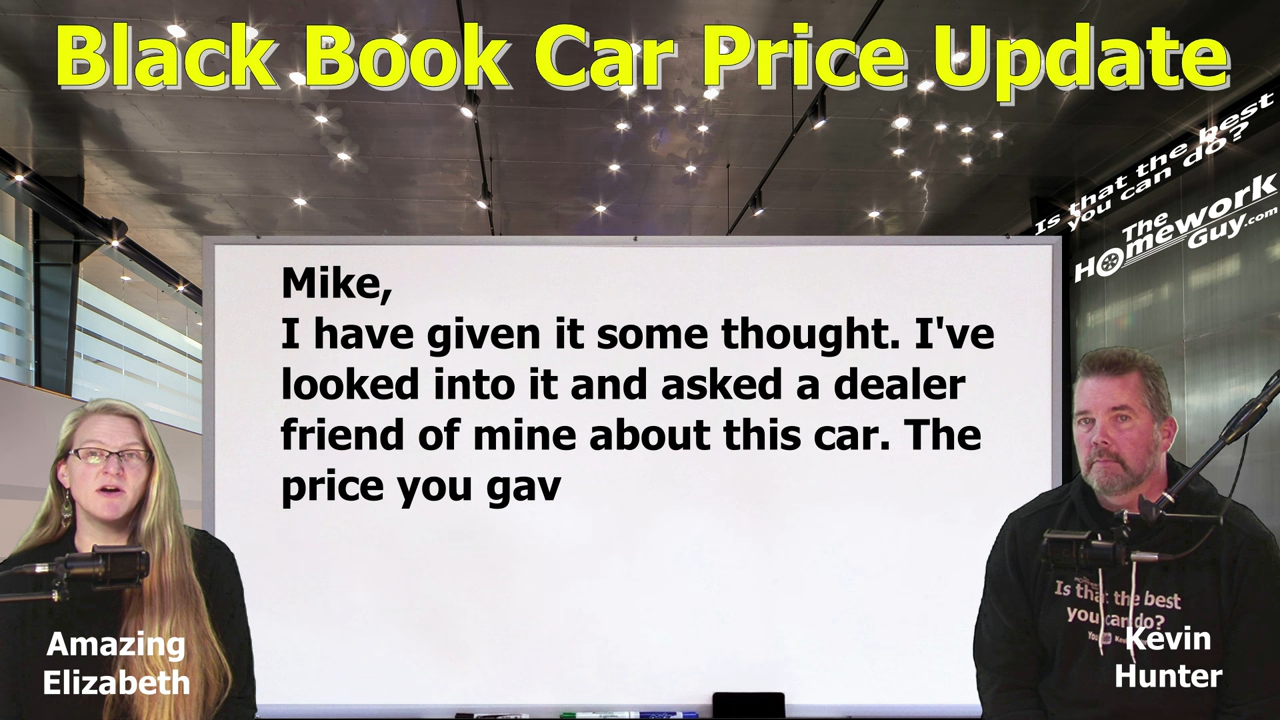 Black Book Car Price Update
Is that the best
you can do?
The
Homework
Guy.com
Mike,
I have given it some thought. I've
looked into it and asked a dealer
friend of mine about this car. The
price you gav
Is that the best
you can do?
Amazing
Elizabeth
Kevin
Hunter